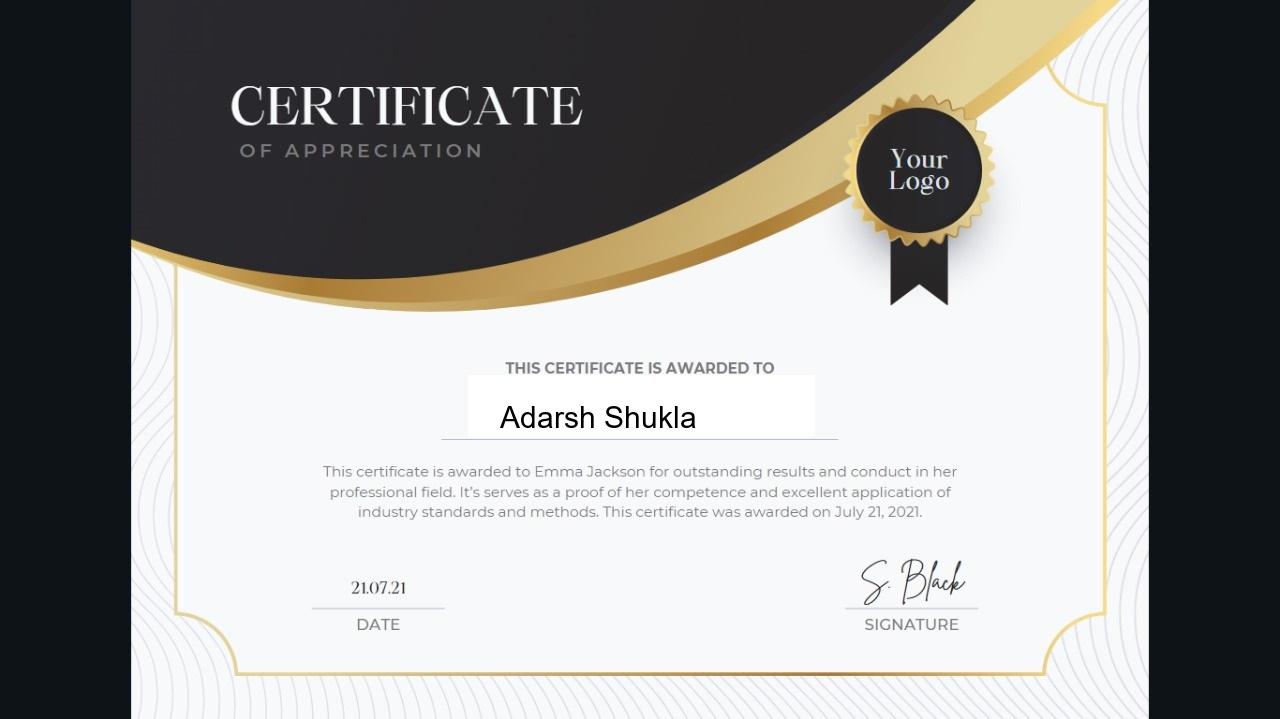 CERTIFICATE
OF APPRECIATION
Your
Logo
THIS CERTIFICATE IS AWARDED TO
Adarsh Shukla
This certificate is awarded to Emma Jackson for outstanding results and conduct in her
professional field. It's serves as a proof of her competence and excellent application of
industry standards and methods. This certificate was awarded on July 21, 2021.
21.07.21
DATE
S. Black
SIGNATURE